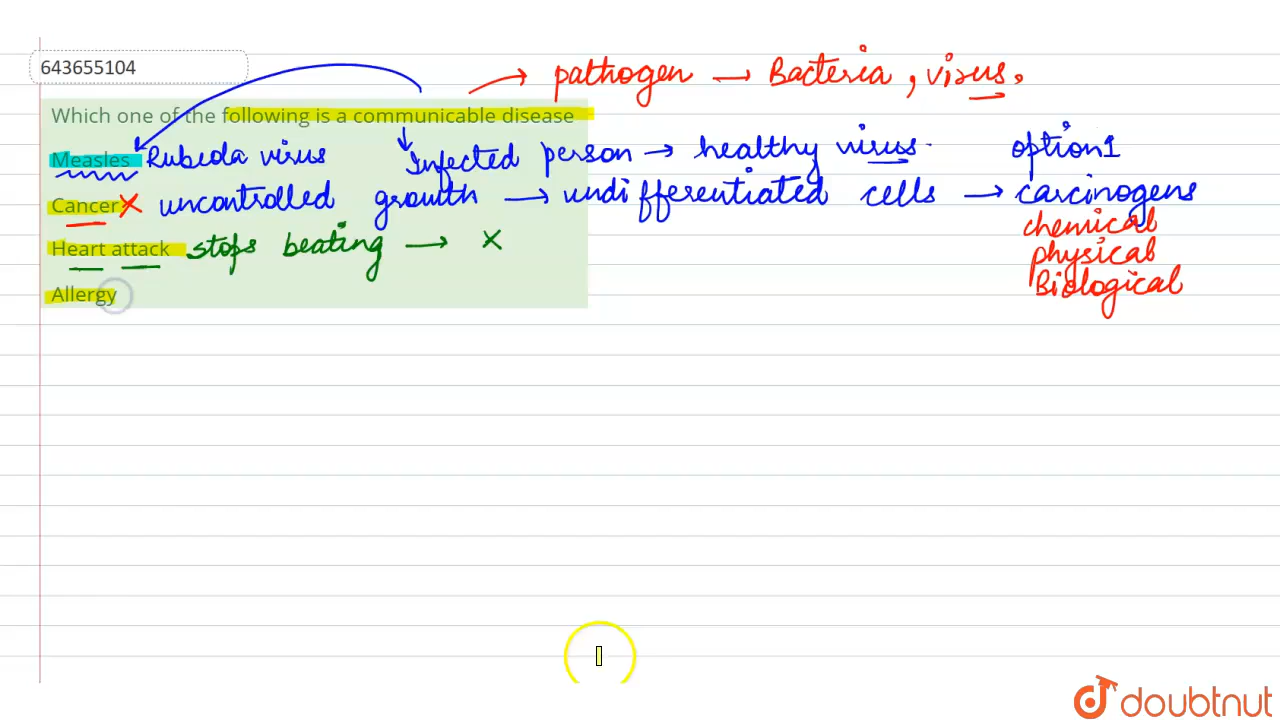 643655104
pathogen → Bacteria, virus.
Which one of the following is a communicable disease
Measles Rubeola virus
Infected person → healthy virus. option1
Cancer × uncontrolled growth → undifferentiated cells → carcinogens
chemical
physical
Biological
Heart attack stops beating → ×
Allergy
doubtnut